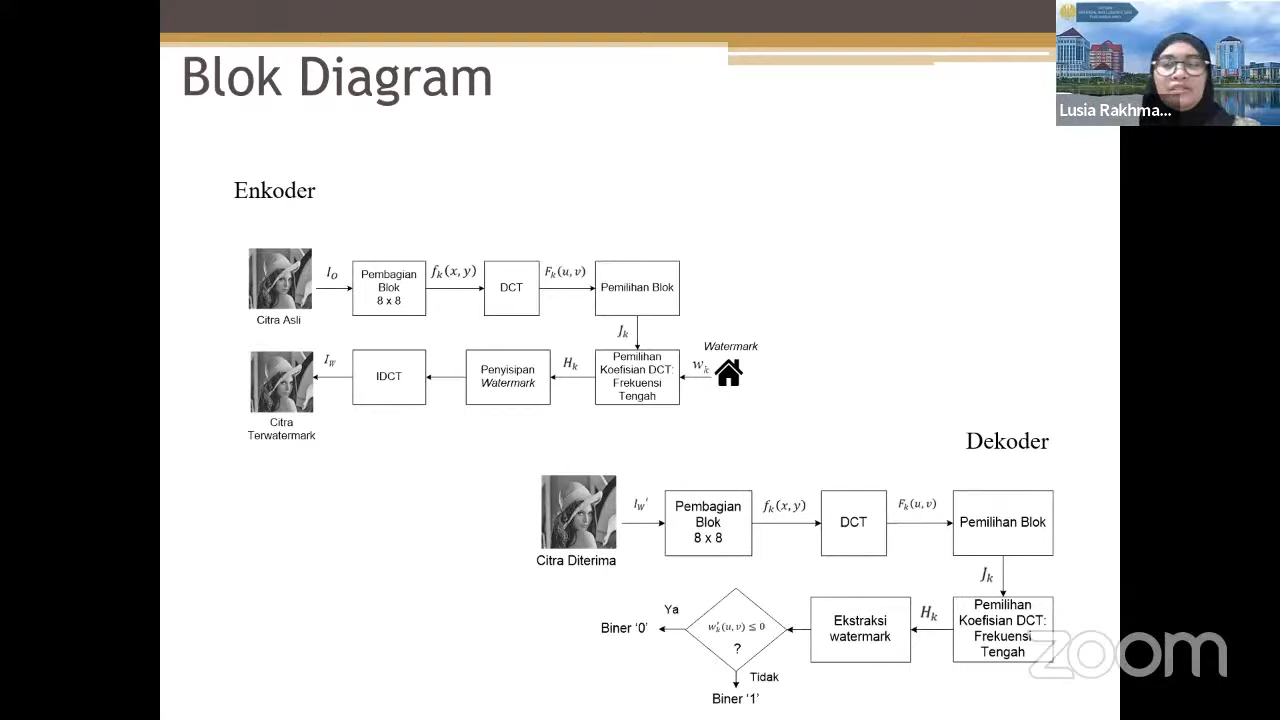 Blok Diagram
Lusia Rakhma...
Enkoder
I_O
Pembagian
Blok
8 x 8
f_k(x, y)
DCT
F_k(u, v)
Pemilihan Blok
Citra Asli
J_k
Watermark
I_W
IDCT
Penyisipan
Watermark
H_k
Pemilihan
Koefisian DCT:
Frekuensi
Tengah
w_k
Citra
Terwatermark
Dekoder
I_W'
Pembagian
Blok
8 x 8
f_k(x, y)
DCT
F_k(u, v)
Pemilihan Blok
Citra Diterima
J_k
Ya
Biner ‘0’
w_k'(u, v) ≤ 0
?
Ekstraksi
watermark
H_k
Pemilihan
Koefisian DCT:
Frekuensi
Tengah
Tidak
Biner ‘1’
zoom